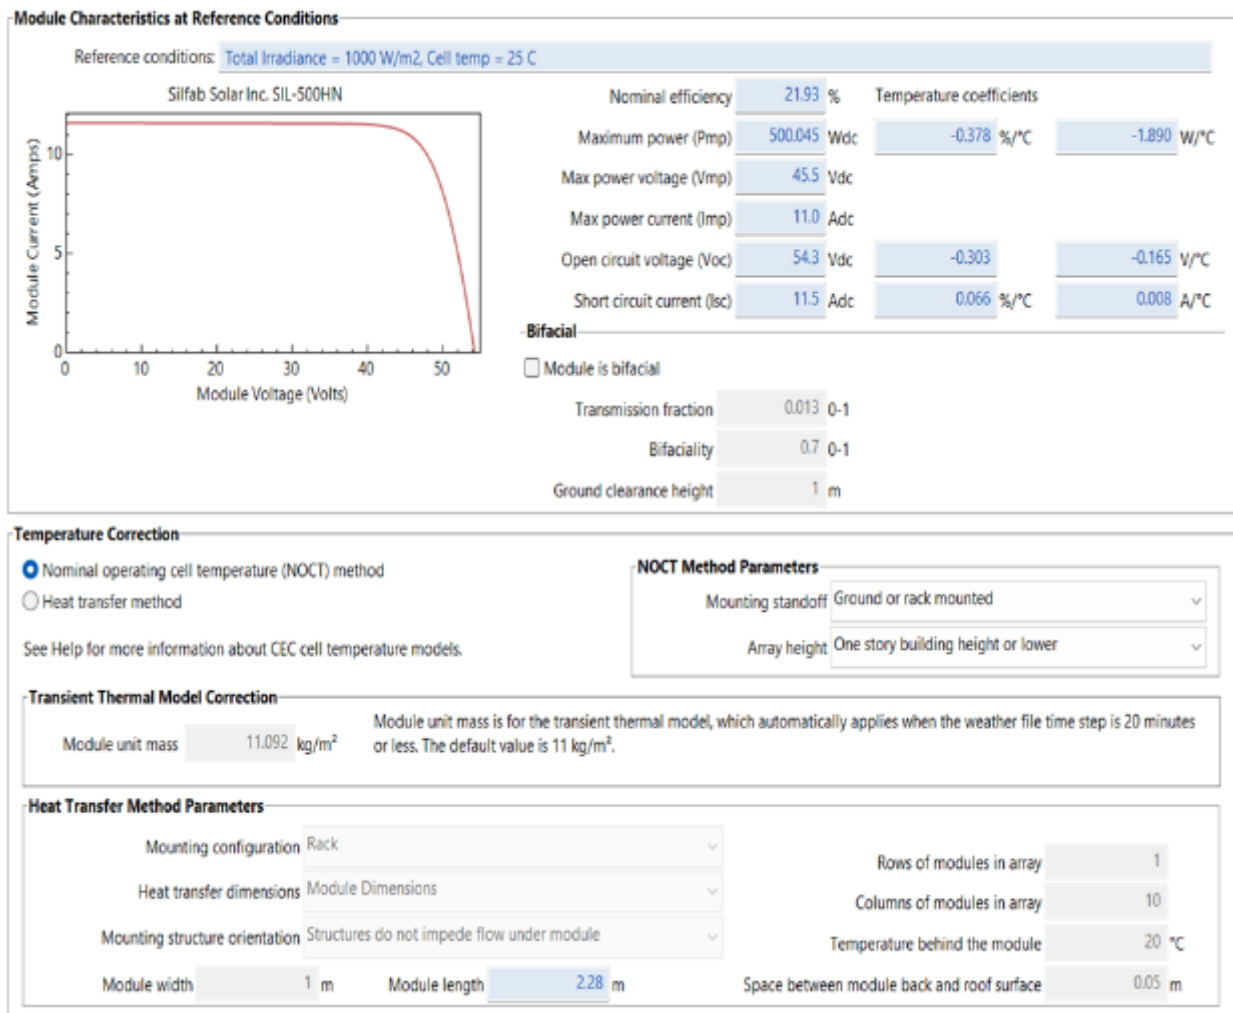 Module Characteristics at Reference Conditions
Reference conditions: Total Irradiance = 1000 W/m2, Cell temp = 25 C
Silfab Solar Inc. SIL-500HN
Module Current (Amps)
10
5
0
0 10 20 30 40 50
Module Voltage (Volts)
Nominal efficiency 21.93 % Temperature coefficients
Maximum power (Pmp) 500.045 Wdc -0.378 %/°C -1.890 W/°C
Max power voltage (Vmp) 45.5 Vdc
Max power current (Imp) 11.0 Adc
Open circuit voltage (Voc) 54.3 Vdc -0.303 -0.165 V/°C
Short circuit current (Isc) 11.5 Adc 0.066 %/°C 0.008 A/°C
Bifacial
Module is bifacial
Transmission fraction 0.013 0-1
Bifaciality 0.7 0-1
Ground clearance height 1 m
Temperature Correction
Nominal operating cell temperature (NOCT) method
Heat transfer method
See Help for more information about CEC cell temperature models.
NOCT Method Parameters
Mounting standoff Ground or rack mounted
Array height One story building height or lower
Transient Thermal Model Correction
Module unit mass 11.092 kg/m²
Module unit mass is for the transient thermal model, which automatically applies when the weather file time step is 20 minutes
or less. The default value is 11 kg/m².
Heat Transfer Method Parameters
Mounting configuration Rack
Heat transfer dimensions Module Dimensions
Mounting structure orientation Structures do not impede flow under module
Module width 1 m Module length 2.28 m
Rows of modules in array 1
Columns of modules in array 10
Temperature behind the module 20 °C
Space between module back and roof surface 0.05 m